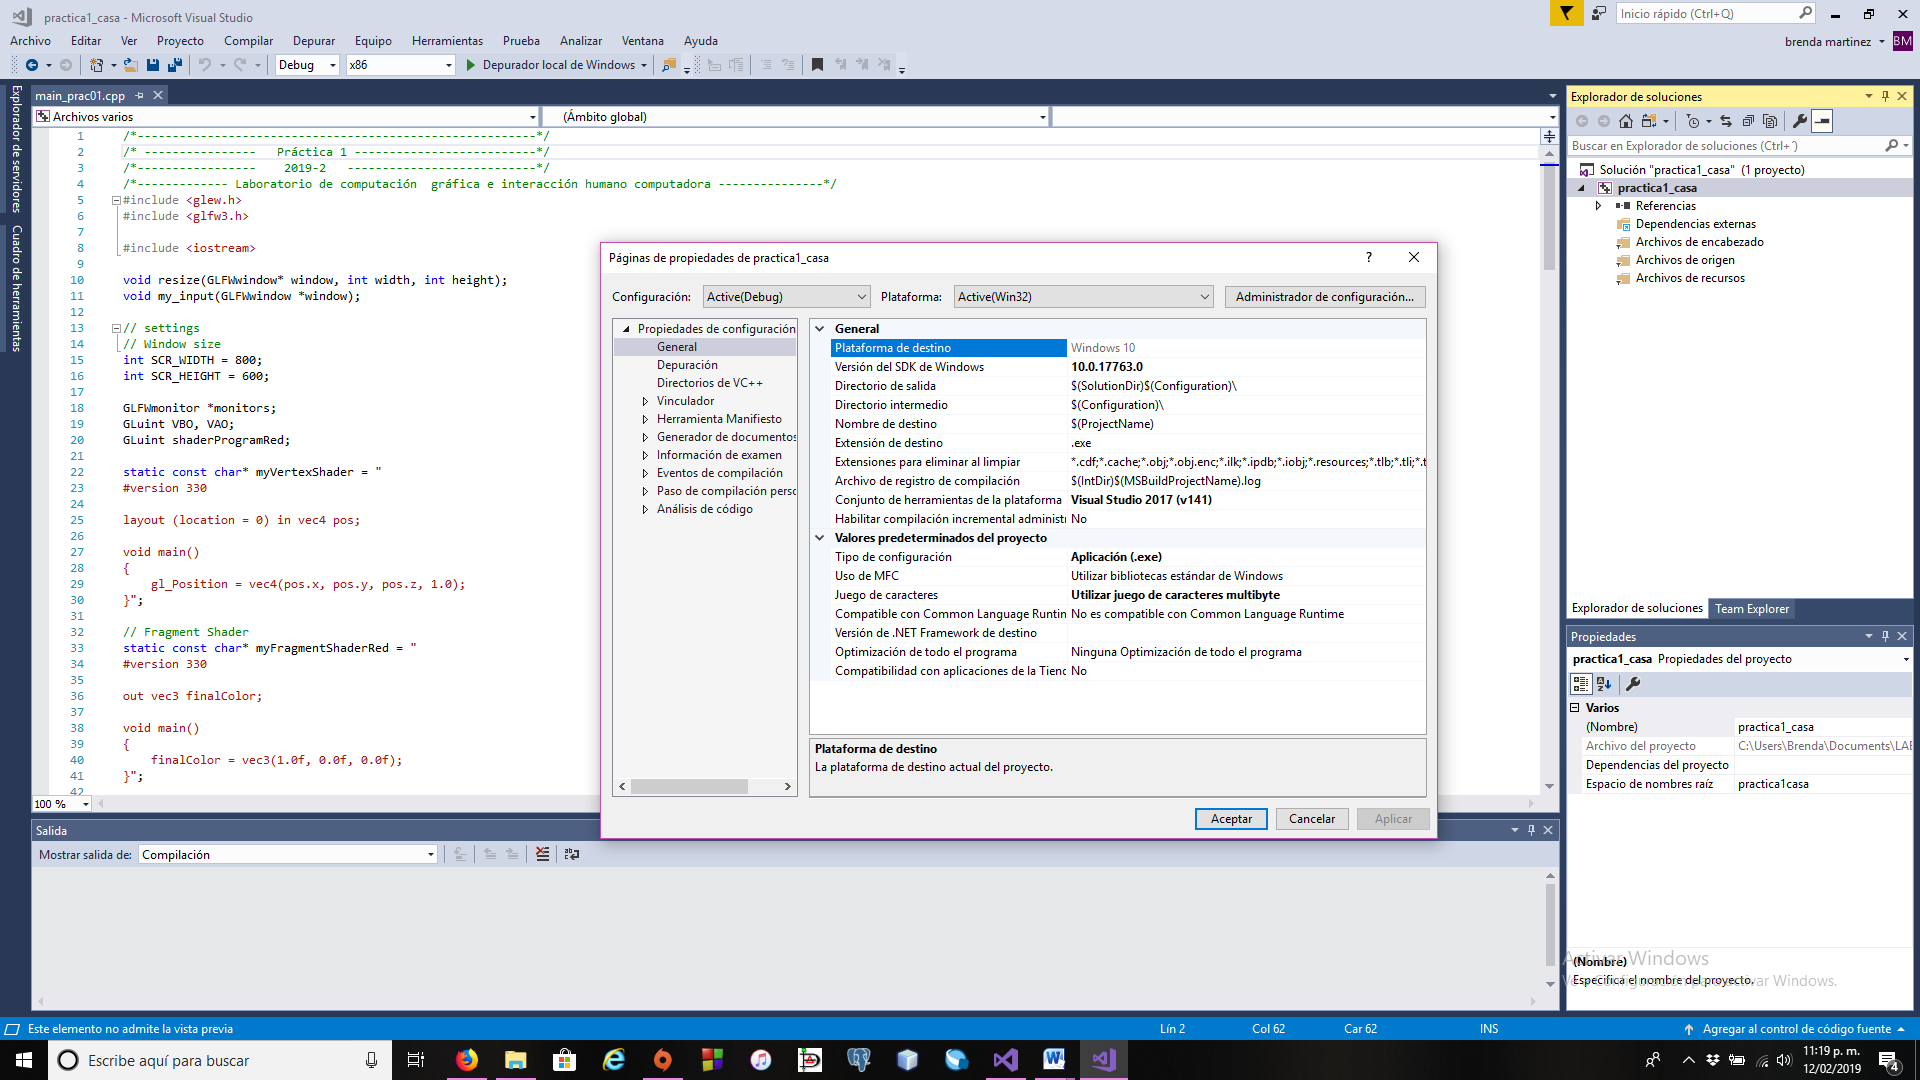 practica1_casa - Microsoft Visual Studio
Inicio rápido (Ctrl+Q)
Archivo Editar Ver Proyecto Compilar Depurar Equipo Herramientas Prueba Analizar Ventana Ayuda
brenda martinez BM
Debug x86 Depurador local de Windows
Explorador de servidores
Cuadro de herramientas
main_prac01.cpp
Archivos varios (Ámbito global)
1 /*---------------------------------------------------------*/
2 /* ---------------- Práctica 1 --------------------------*/
3 /*----------------- 2019-2 ---------------------------*/
4 /*------------- Laboratorio de computación gráfica e interacción humano computadora ---------------*/
5 #include <glew.h>
6 #include <glfw3.h>
7
8 #include <iostream>
9
10 void resize(GLFWwindow* window, int width, int height);
11 void my_input(GLFWwindow *window);
12
13 // settings
14 // Window size
15 int SCR_WIDTH = 800;
16 int SCR_HEIGHT = 600;
17
18 GLFWmonitor *monitors;
19 GLuint VBO, VAO;
20 GLuint shaderProgramRed;
21
22 static const char* myVertexShader = "
23 #version 330
24
25 layout (location = 0) in vec4 pos;
26
27 void main()
28 {
29 gl_Position = vec4(pos.x, pos.y, pos.z, 1.0);
30 }";
31
32 // Fragment Shader
33 static const char* myFragmentShaderRed = "
34 #version 330
35
36 out vec3 finalColor;
37
38 void main()
39 {
40 finalColor = vec3(1.0f, 0.0f, 0.0f);
41 }";
42
100 %
Páginas de propiedades de practica1_casa ?
Configuración: Active(Debug) Plataforma: Active(Win32) Administrador de configuración...
Propiedades de configuración
General
Depuración
Directorios de VC++
Vinculador
Herramienta Manifiesto
Generador de documentos
Información de examen
Eventos de compilación
Paso de compilación perso
Análisis de código
General
Plataforma de destino Windows 10
Versión del SDK de Windows 10.0.17763.0
Directorio de salida $(SolutionDir)$(Configuration)\
Directorio intermedio $(Configuration)\
Nombre de destino $(ProjectName)
Extensión de destino .exe
Extensiones para eliminar al limpiar *.cdf;*.cache;*.obj;*.obj.enc;*.ilk;*.ipdb;*.iobj;*.resources;*.tlb;*.tli;*.t
Archivo de registro de compilación $(IntDir)$(MSBuildProjectName).log
Conjunto de herramientas de la plataforma Visual Studio 2017 (v141)
Habilitar compilación incremental administr No
Valores predeterminados del proyecto
Tipo de configuración Aplicación (.exe)
Uso de MFC Utilizar bibliotecas estándar de Windows
Juego de caracteres Utilizar juego de caracteres multibyte
Compatible con Common Language Runtin No es compatible con Common Language Runtime
Versión de .NET Framework de destino
Optimización de todo el programa Ninguna Optimización de todo el programa
Compatibilidad con aplicaciones de la Tienc No
Plataforma de destino
La plataforma de destino actual del proyecto.
Aceptar Cancelar Aplicar
Explorador de soluciones
Buscar en Explorador de soluciones (Ctrl+´)
Solución "practica1_casa" (1 proyecto)
practica1_casa
Referencias
Dependencias externas
Archivos de encabezado
Archivos de origen
Archivos de recursos
Explorador de soluciones Team Explorer
Propiedades
practica1_casa Propiedades del proyecto
Varios
(Nombre) practica1_casa
Archivo del proyecto C:\Users\Brenda\Documents\LAB
Dependencias del proyecto
Espacio de nombres raíz practica1casa
(Nombre)
Especifica el nombre del proyecto.
Activar Windows
Ve a Configuración para activar Windows.
Salida
Mostrar salida de: Compilación
Este elemento no admite la vista previa Lín 2 Col 62 Car 62 INS Agregar al control de código fuente
Escribe aquí para buscar
11:19 p. m.
12/02/2019
4